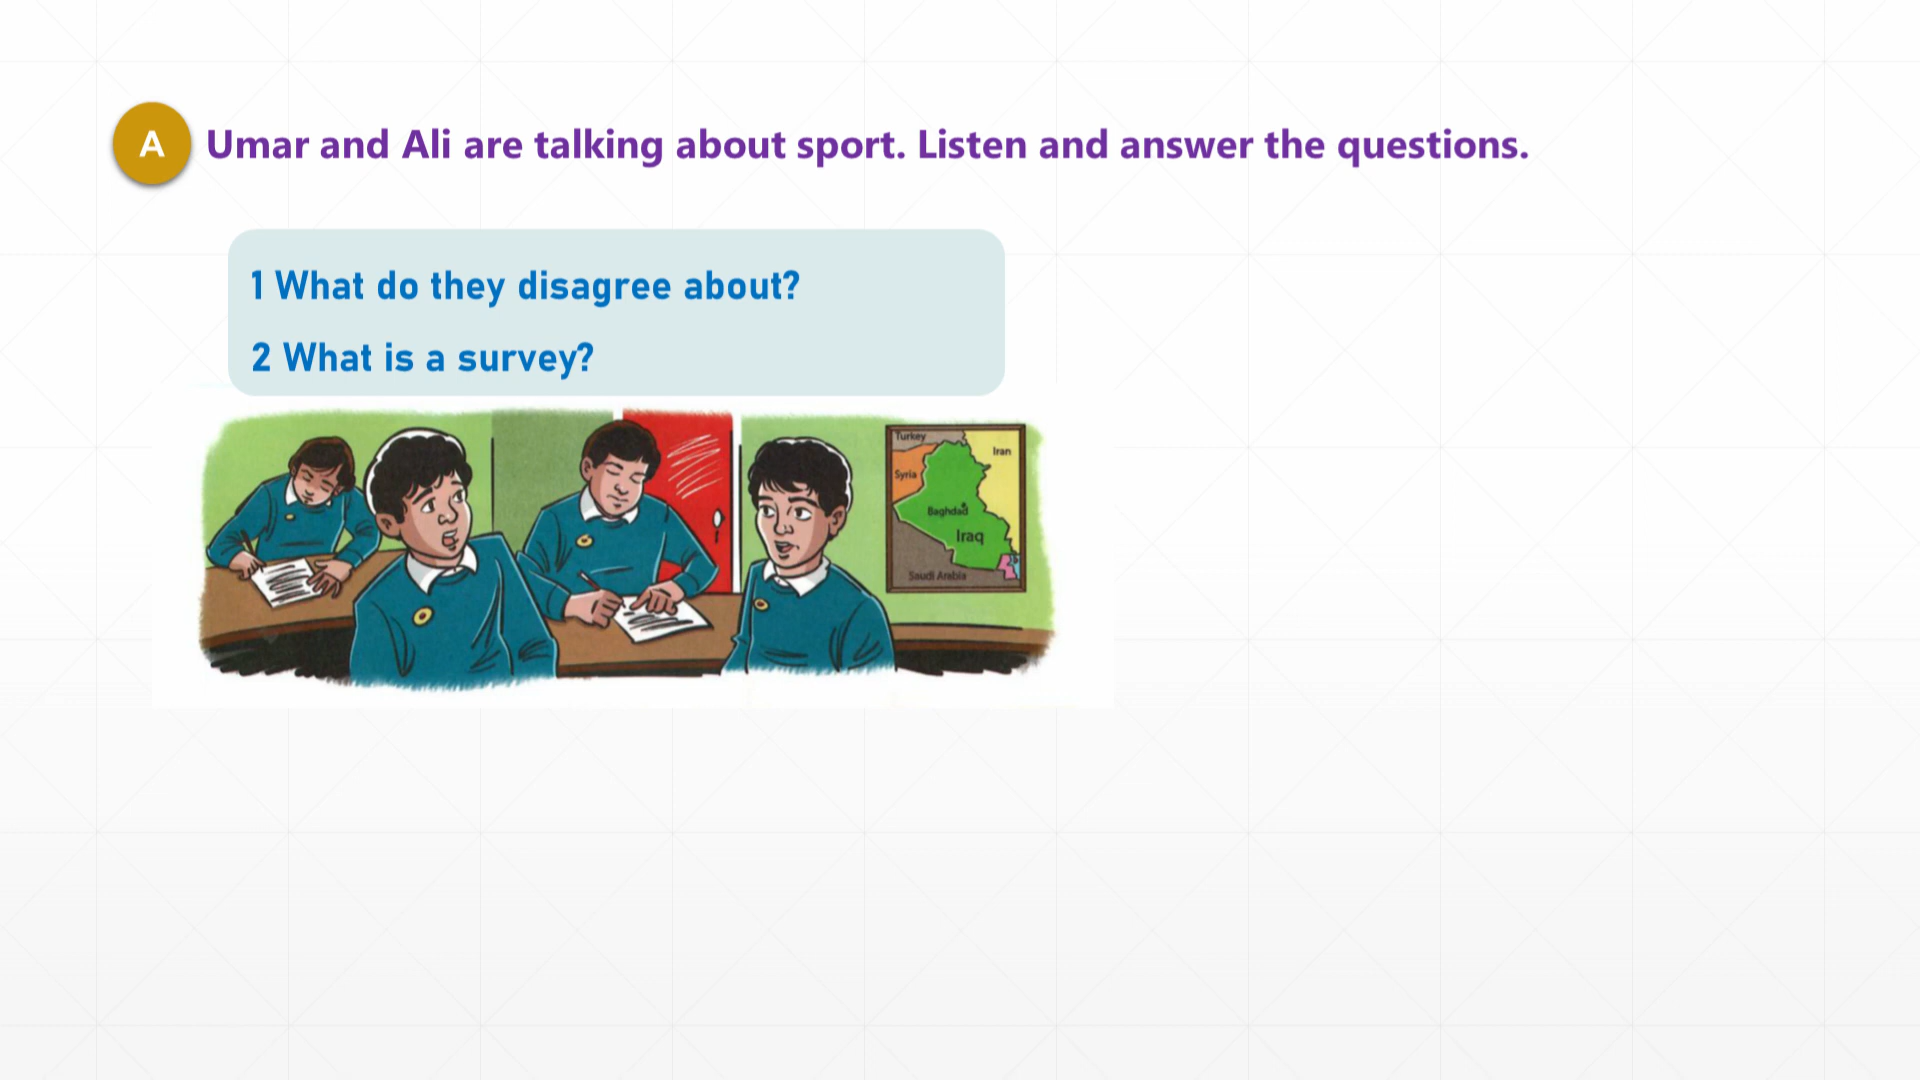 A Umar and Ali are talking about sport. Listen and answer the questions.
1 What do they disagree about?
2 What is a survey?
Turkey
Iran
Syria
Baghdad
Iraq
Saudi Arabia